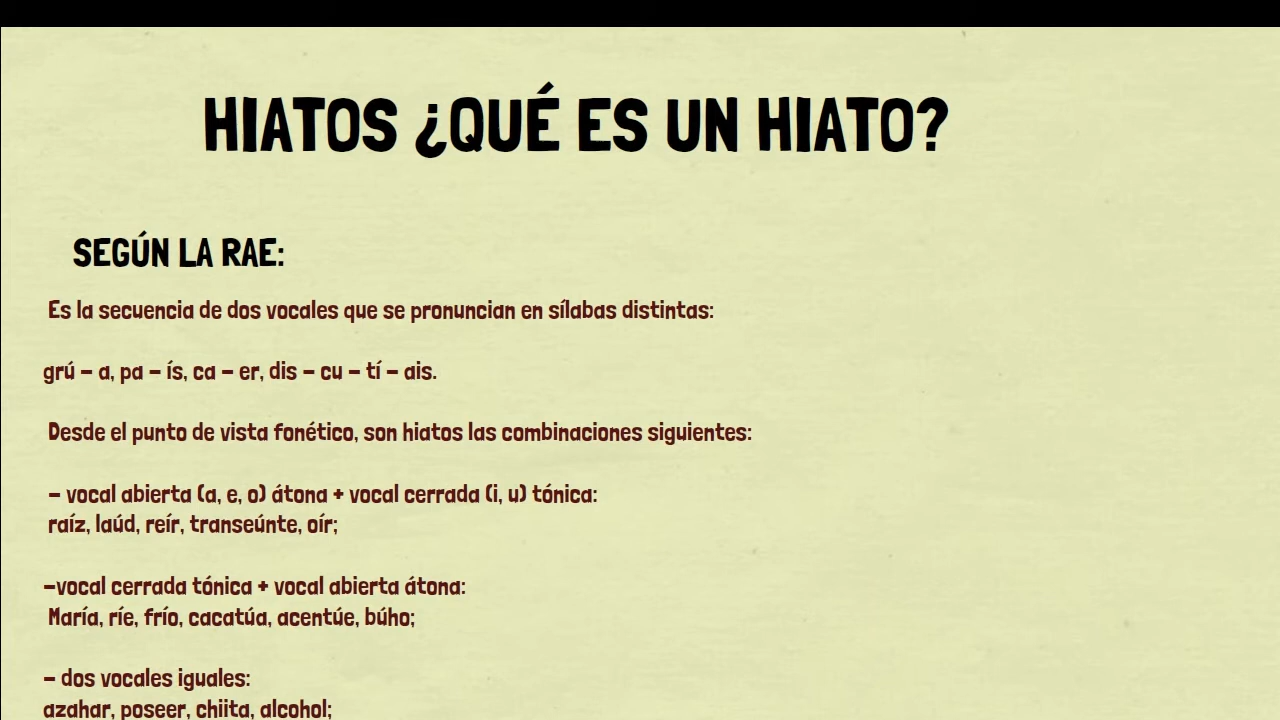 HIATOS ¿QUÉ ES UN HIATO?
SEGÚN LA RAE:
Es la secuencia de dos vocales que se pronuncian en sílabas distintas:
grú – a, pa – ís, ca – er, dis – cu – tí – ais.
Desde el punto de vista fonético, son hiatos las combinaciones siguientes:
– vocal abierta (a, e, o) átona + vocal cerrada (i, u) tónica:
raíz, laúd, reír, transeúnte, oír;
–vocal cerrada tónica + vocal abierta átona:
María, ríe, frío, cacatúa, acentúe, búho;
– dos vocales iguales:
azahar, poseer, chiita, alcohol;